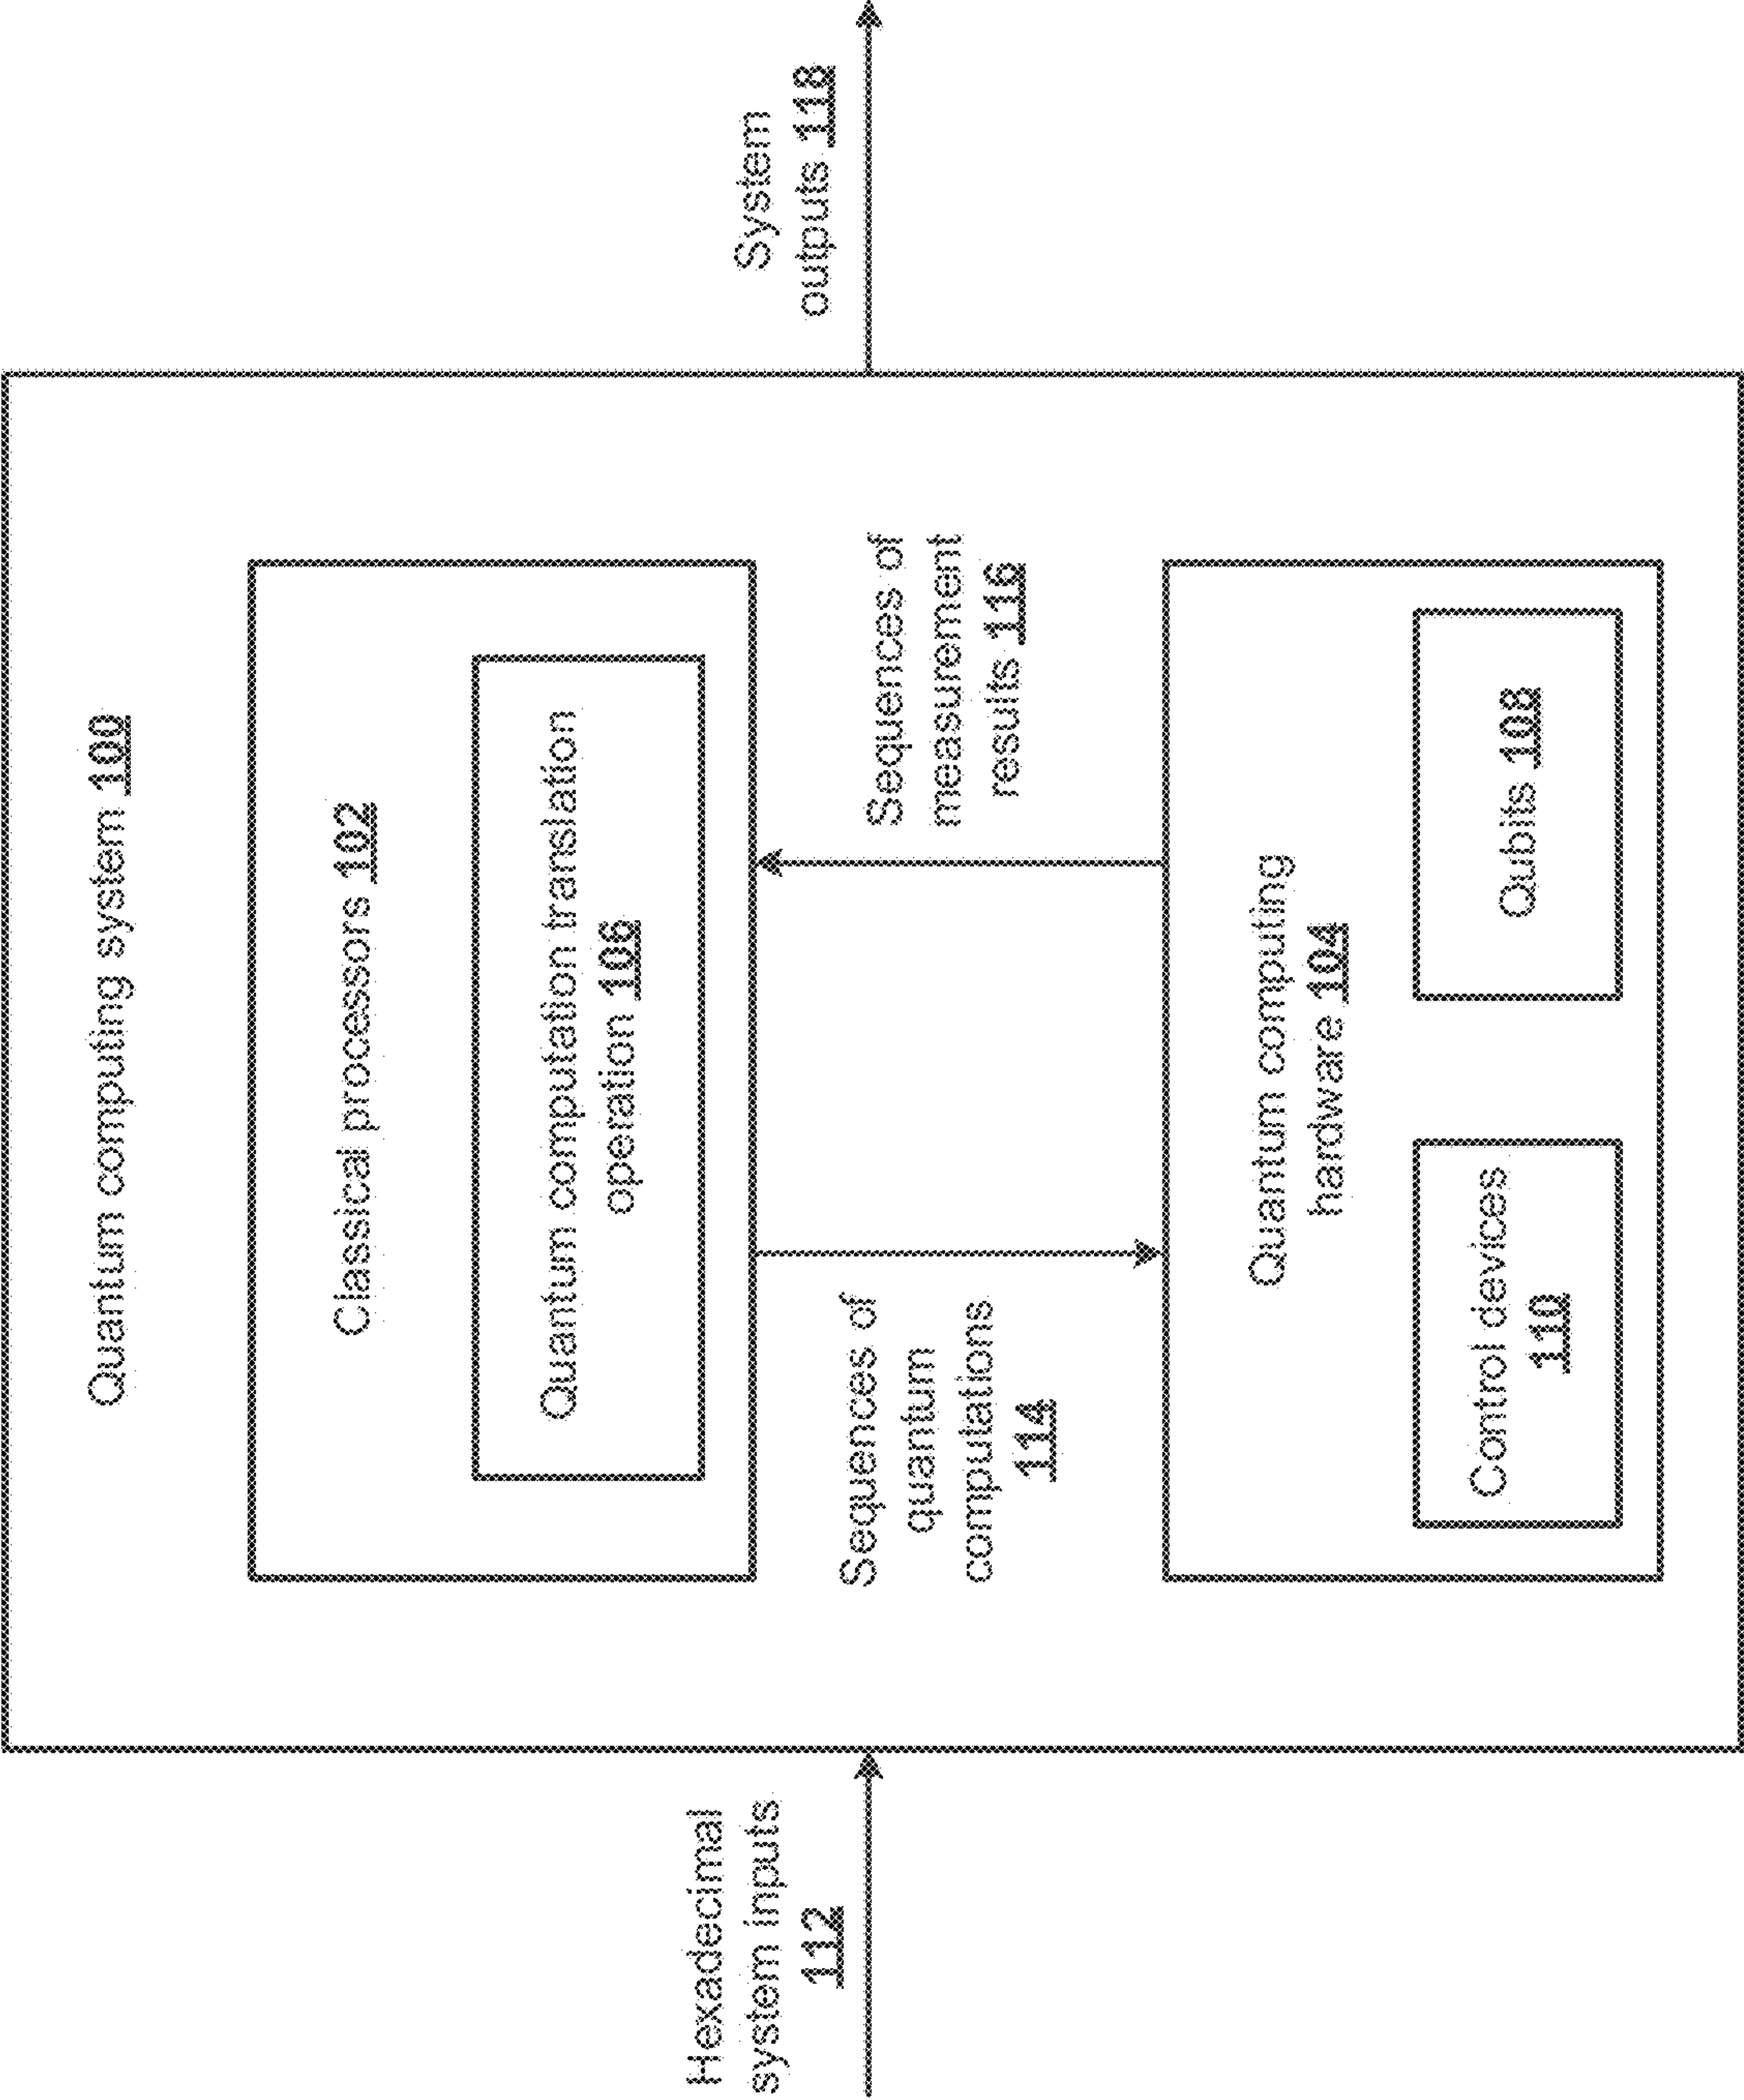 Quantum computing system 100
Classical processors 102
Quantum computation translation
operation 106
Hexadecimal
system inputs
112
System
outputs 118
Sequences of
quantum
computations
114
Sequences of
measurement
results 116
Quantum computing
hardware 104
Control devices
110
Qubits 108